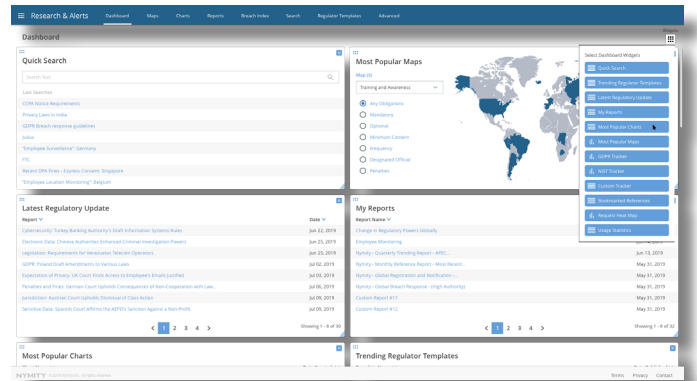 Research & Alerts
Dashboard Maps Charts Reports Breach Index Search Regulator Templates Advanced
Dashboard
Widgets
Quick Search
Search Text
Last Searches
CCPA Notice Requirements
Privacy Laws in India
GDPR Breach response guidelines
"Employee Surveillance": Germany
FTC
Recent DPA Fines - Express Consent: Singapore
"Employee Location Monitoring": Belgium
Most Popular Maps
Map (5)
Training and Awareness
Any Obligations
Mandatory
Optional
Minimum Content
Frequency
Designated Official
Penalties
Select Dashboard Widgets
Quick Search
Trending Regulator Templates
Latest Regulatory Update
My Reports
Most Popular Charts
Most Popular Maps
GDPR Tracker
NIST Tracker
Custom Tracker
Bookmarked References
Request Heat Map
Usage Statistics
Latest Regulatory Update
Report Date
Cybersecurity: Turkey Banking Authority's Draft Information Systems Rules Jun 22, 2019
Electronic Data: Chinese Authorities Enhanced Criminal Investigation Powers Jun 25, 2019
Legislation: Requirements for Venezuelan Telecom Operators Jun 25, 2019
GDPR: Poland Draft Amendments to Various Laws Jul 02, 2019
Expectation of Privacy: UK Court Finds Access to Employee's Emails Justified Jul 03, 2019
Penalties and Fines: German Court Upholds Consequences of Non-Cooperation with Law... Jul 06, 2019
Jurisdiction: Austrian Court Upholds Dismissal of Class Action Jul 09, 2019
Sensitive Data: Spanish Court Affirms the AEPD's Sanction Against a Non-Profit Jul 09, 2019
< 1 2 3 4 > Showing 1 - 8 of 30
My Reports
Report Name
Change in Regulatory Powers Globally
Employee Monitoring
Nymity - Quarterly Trending Report - APEC... Jun 13, 2019
Nymity - Monthly Reference Report - Most Recent... May 31, 2019
Nymity - Global Registration and Notification -... May 31, 2019
Nymity - Global Breach Response - (High Authority) May 31, 2019
Custom Report #17 May 31, 2019
Custom Report #12 May 31, 2019
< 1 2 3 4 > Showing 1 - 8 of 32
Most Popular Charts
Trending Regulator Templates
NYMITY
Terms Privacy Contact